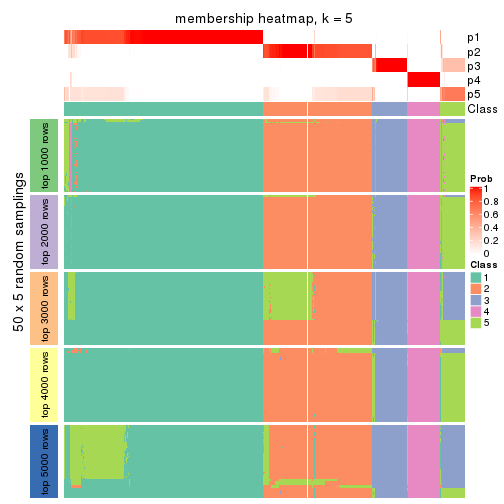 membership heatmap, k = 5
p1
p2
p3
p4
p5
Class
50 x 5 random samplings
top 1000 rows
top 2000 rows
top 3000 rows
top 4000 rows
top 5000 rows
Prob
1
0.8
0.6
0.4
0.2
0
Class
1
2
3
4
5